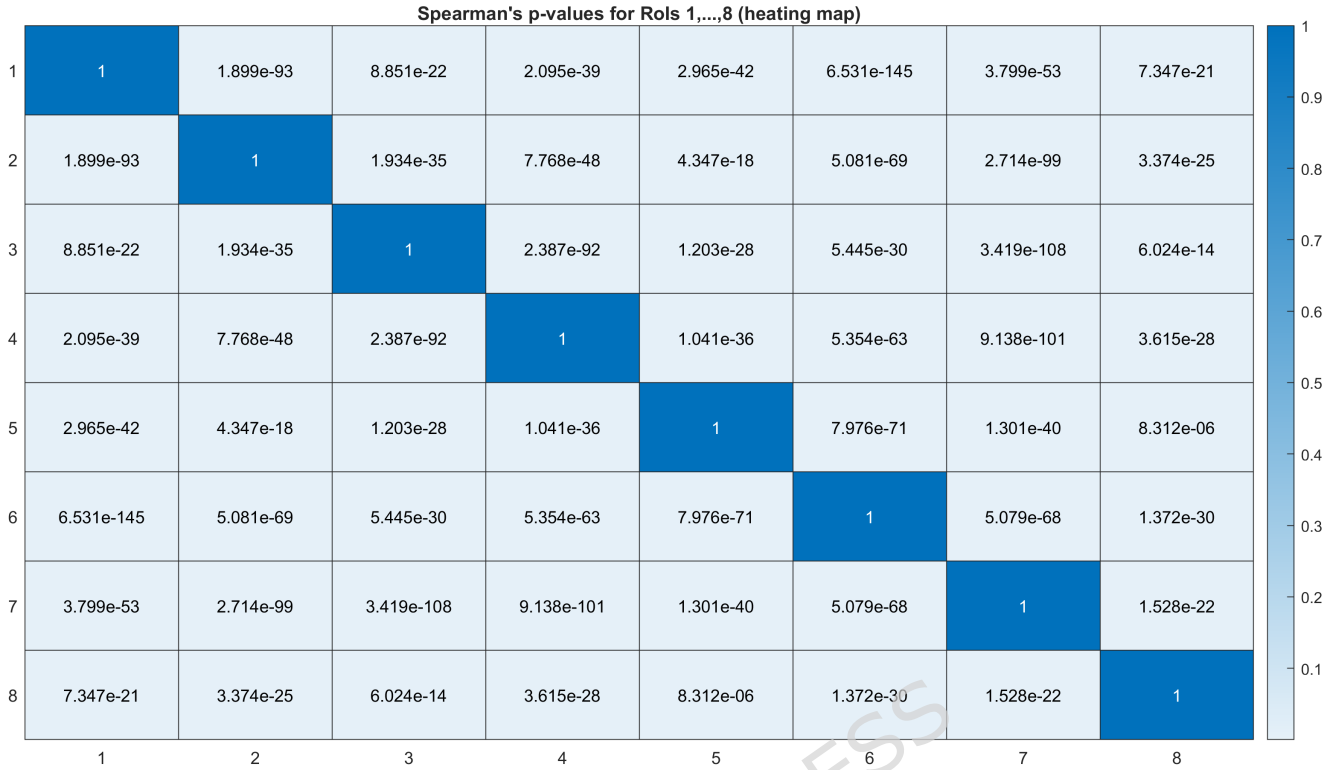 Spearman's p-values for RoIs 1,...,8 (heating map)
1 1 1.899e-93 8.851e-22 2.095e-39 2.965e-42 6.531e-145 3.799e-53 7.347e-21
2 1.899e-93 1 1.934e-35 7.768e-48 4.347e-18 5.081e-69 2.714e-99 3.374e-25
3 8.851e-22 1.934e-35 1 2.387e-92 1.203e-28 5.445e-30 3.419e-108 6.024e-14
4 2.095e-39 7.768e-48 2.387e-92 1 1.041e-36 5.354e-63 9.138e-101 3.615e-28
5 2.965e-42 4.347e-18 1.203e-28 1.041e-36 1 7.976e-71 1.301e-40 8.312e-06
6 6.531e-145 5.081e-69 5.445e-30 5.354e-63 7.976e-71 1 5.079e-68 1.372e-30
7 3.799e-53 2.714e-99 3.419e-108 9.138e-101 1.301e-40 5.079e-68 1 1.528e-22
8 7.347e-21 3.374e-25 6.024e-14 3.615e-28 8.312e-06 1.372e-30 1.528e-22 1
1 2 3 4 5 6 7 8
1
0.9
0.8
0.7
0.6
0.5
0.4
0.3
0.2
0.1
ESS